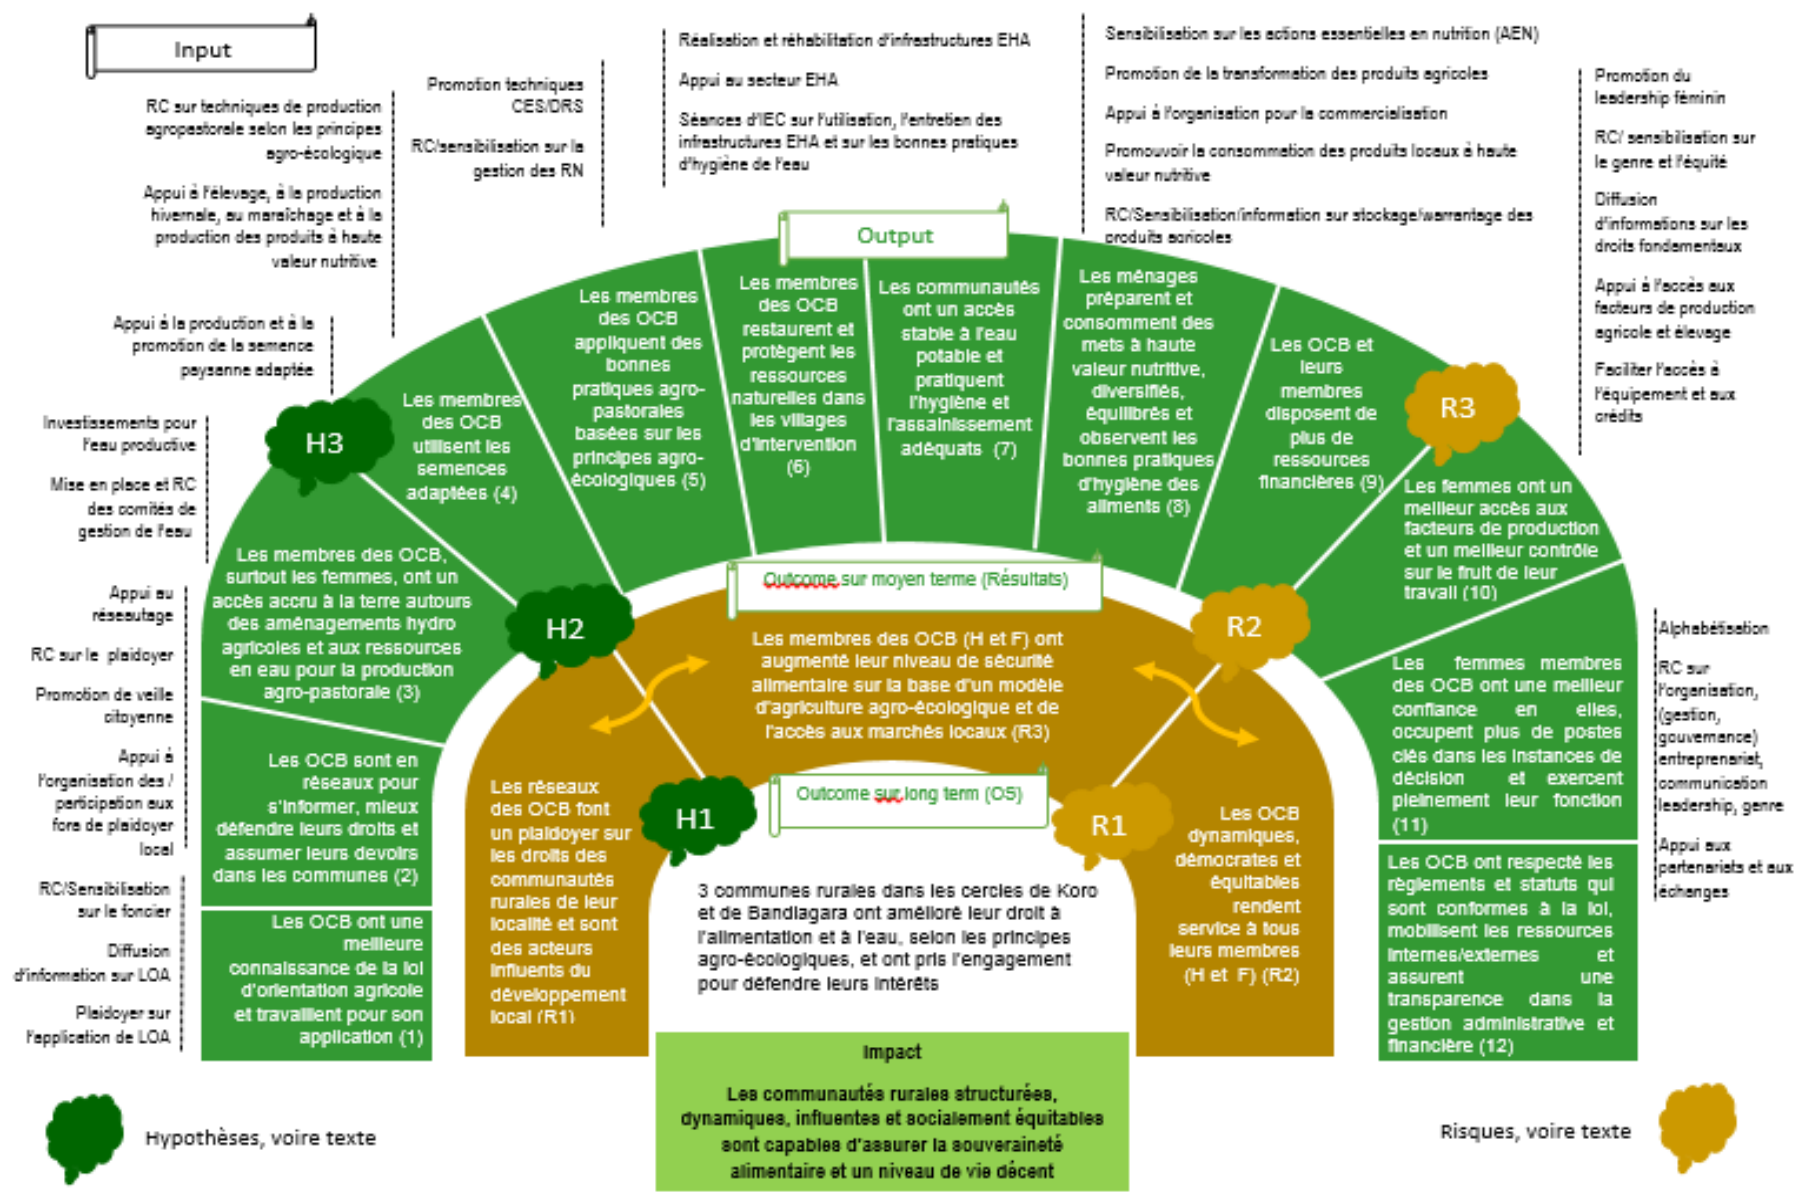 Input
RC sur techniques de production
agropastorale selon les principes
agro-écologique
Appui à l'élevage, à la production
hivernale, au maraîchage et à la
production des produits à haute
valeur nutritive
Appui à la production et à la
promotion de la semence
paysanne adaptée
Investissements pour
l'eau productive
Mise en place et RC
des comités de
gestion de l'eau
Appui au
réseautage
RC sur le plaidoyer
Promotion de veille
citoyenne
Appui à
l'organisation des /
participation aux
fora de plaidoyer
local
RC/Sensibilisation
sur le foncier
Diffusion
d'information sur LOA
Plaidoyer sur
l'application de LOA
Promotion techniques
CES/DRS
RC/sensibilisation sur la
gestion des RN
Réalisation et réhabilitation d'infrastructures EHA
Appui au secteur EHA
Séances d'IEC sur l'utilisation, l'entretien des
infrastructures EHA et sur les bonnes pratiques
d'hygiène de l'eau
Sensibilisation sur les actions essentielles en nutrition (AEN)
Promotion de la transformation des produits agricoles
Appui à l'organisation pour la commercialisation
Promouvoir la consommation des produits locaux à haute
valeur nutritive
RC/Sensibilisation/information sur stockage/warrantage des
produits agricoles
Promotion du
leadership féminin
RC/ sensibilisation sur
le genre et l'équité
Diffusion
d'informations sur les
droits fondamentaux
Appui à l'accès aux
facteurs de production
agricole et élevage
Faciliter l'accès à
l'équipement et aux
crédits
Alphabétisation
RC sur
l'organisation,
(gestion,
gouvernance)
entreprenariat,
communication
leadership, genre
Appui aux
partenariats et aux
échanges
Output
Les OCB ont une
meilleure
connaissance de la loi
d'orientation agricole
et travaillent pour son
application (1)
Les OCB sont en
réseaux pour
s'informer, mieux
défendre leurs droits et
assumer leurs devoirs
dans les communes (2)
Les membres des OCB,
surtout les femmes, ont un
accès accru à la terre autours
des aménagements hydro
agricoles et aux ressources
en eau pour la production
agro-pastorale (3)
H3
Les membres
des OCB
utilisent les
semences
adaptées (4)
Les membres
des OCB
appliquent des
bonnes
pratiques agro-
pastorales
basées sur les
principes agro-
écologiques (5)
Les membres
des OCB
restaurent et
protègent les
ressources
naturelles dans
les villages
d'intervention
(6)
Les communautés
ont un accès
stable à l'eau
potable et
pratiquent
l'hygiène et
l'assainissement
adéquats (7)
Les ménages
préparent et
consomment des
mets à haute
valeur nutritive,
diversifiés,
équilibrés et
observent les
bonnes pratiques
d'hygiène des
aliments (8)
Les OCB et
leurs
membres
disposent de
plus de
ressources
financières (9)
R3
Les femmes ont un
meilleur accès aux
facteurs de production
et un meilleur contrôle
sur le fruit de leur
travail (10)
Les femmes membres
des OCB ont une meilleur
confiance en elles,
occupent plus de postes
clés dans les instances de
décision et exercent
pleinement leur fonction
(11)
Les OCB ont respecté les
règlements et statuts qui
sont conformes à la loi,
mobilisent les ressources
internes/externes et
assurent une
transparence dans la
gestion administrative et
financière (12)
Outcome sur moyen terme (Résultats)
H2
R2
Les membres des OCB (H et F) ont
augmenté leur niveau de sécurité
alimentaire sur la base d'un modèle
d'agriculture agro-écologique et de
l'accès aux marchés locaux (R3)
Les réseaux
des OCB font
un plaidoyer sur
les droits des
communautés
rurales de leur
localité et sont
des acteurs
influents du
développement
local (R1)
Les OCB
dynamiques,
démocrates et
équitables
rendent
service à tous
leurs membres
(H et F) (R2)
H1
R1
Outcome sur long term (OS)
3 communes rurales dans les cercles de Koro
et de Bandiagara ont amélioré leur droit à
l'alimentation et à l'eau, selon les principes
agro-écologiques, et ont pris l'engagement
pour défendre leurs intérêts
Impact
Les communautés rurales structurées,
dynamiques, influentes et socialement équitables
sont capables d'assurer la souveraineté
alimentaire et un niveau de vie décent
Hypothèses, voire texte
Risques, voire texte